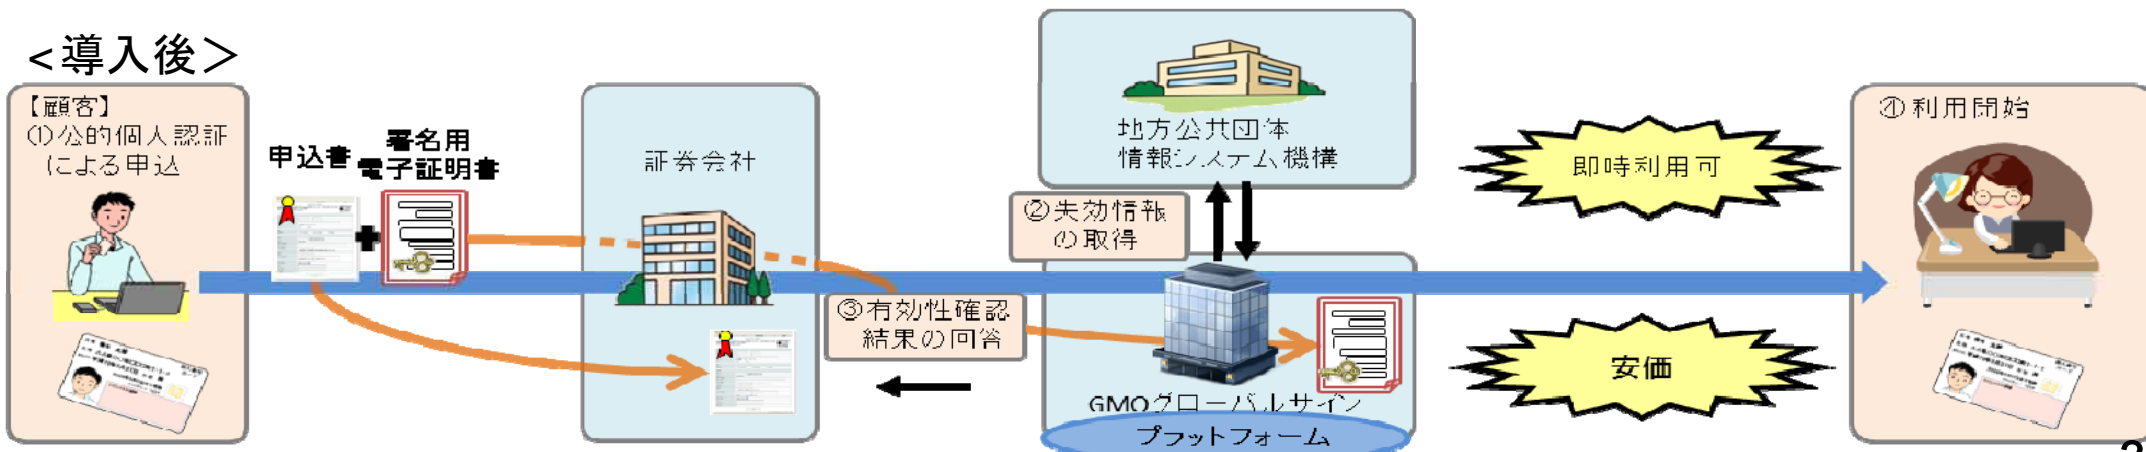 <導入後＞
【顧客】
①公的個人認証
による申込
申込書
署名用
電子証明書
証券会社
地方公共団体
情報システム機構
②失効情報
の取得
③有効性確認
結果の回答
GMOグローバルサイン
プラットフォーム
即時利用可
安価
④利用開始